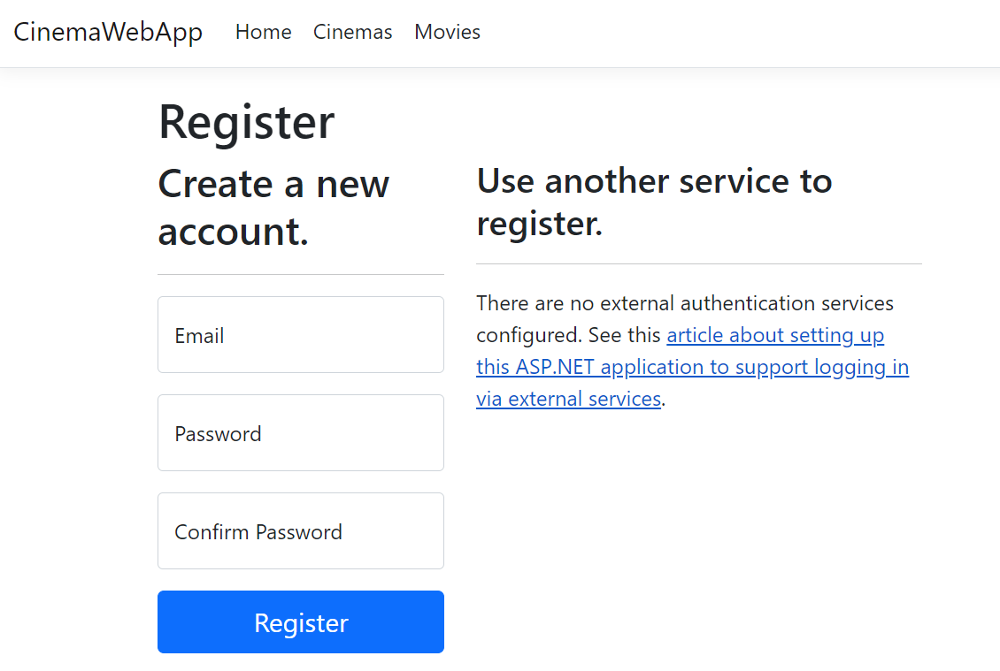 CinemaWebApp Home Cinemas Movies
Register
Create a new
account.
Email
Password
Confirm Password
Register
Use another service to
register.
There are no external authentication services
configured. See this article about setting up
this ASP.NET application to support logging in
via external services.